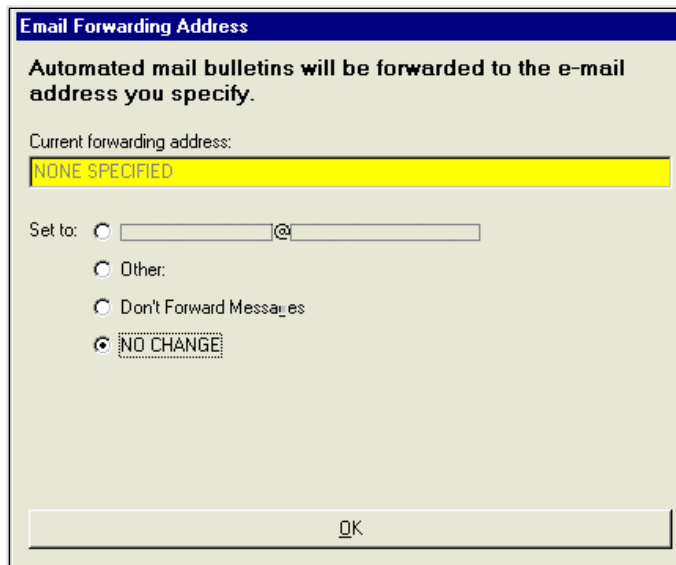 Email Forwarding Address
Automated mail bulletins will be forwarded to the e-mail
address you specify.
Current forwarding address:
NONE SPECIFIED
Set to: @
Other:
Don't Forward Messages
NO CHANGE
OK